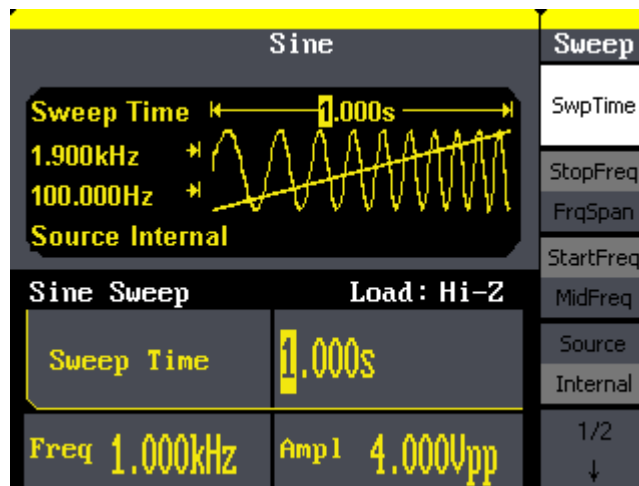 Sine
Sweep
Sweep Time 1.000s
1.900kHz
100.000Hz
Source Internal
SwpTime
StopFreq
FrqSpan
StartFreq
MidFreq
Source
Internal
1/2
↓
Sine Sweep Load: Hi-Z
Sweep Time 1.000s
Freq 1.000kHz Ampl 4.000Vpp